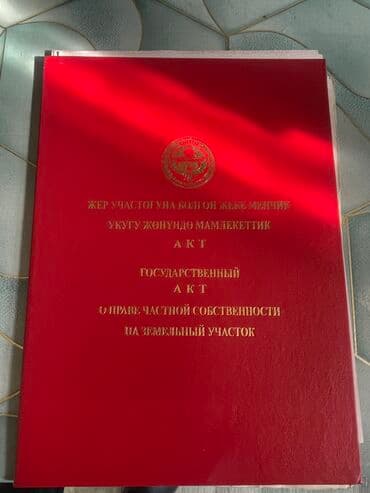 ЖЕР УЧАСТОГУНА БОЛГОН ЖЕКЕ МЕНЧИК
УКУГУ ЖӨНҮНДӨ МАМЛЕКЕТТИК
АКТ
ГОСУДАРСТВЕННЫЙ
АКТ
О ПРАВЕ ЧАСТНОЙ СОБСТВЕННОСТИ
НА ЗЕМЕЛЬНЫЙ УЧАСТОК